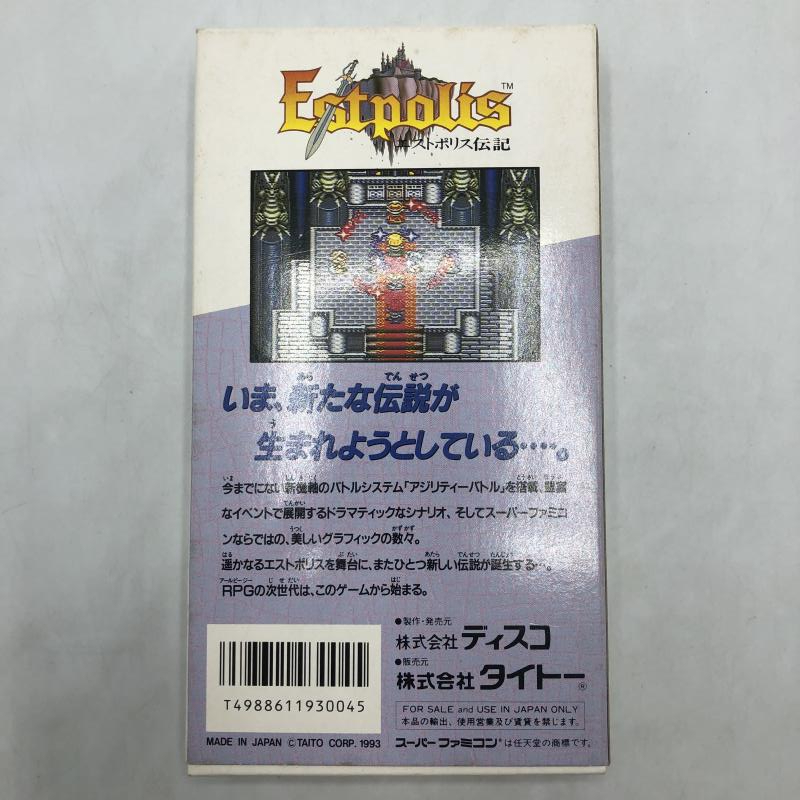 Estpolis™
エストポリス伝記
いま、新たな伝説が
生まれようとしている‥‥。
今までにない新機軸のバトルシステム「アジリティーバトル」を搭載、豊富
なイベントで展開するドラマティックなシナリオ、そしてスーパーファミコ
ンならではの、美しいグラフィックの数々。
遥かなるエストポリスを舞台に、またひとつ新しい伝説が誕生する…。
RPGの次世代は、このゲームから始まる。
●製作・発売元
株式会社 ディスコ
●販売元
株式会社 タイトー®
T4988611930045
FOR SALE and USE IN JAPAN ONLY
本品の輸出、使用営業及び賃貸を禁じます。
MADE IN JAPAN ©TAITO CORP. 1993 スーパーファミコン®は任天堂の商標です。